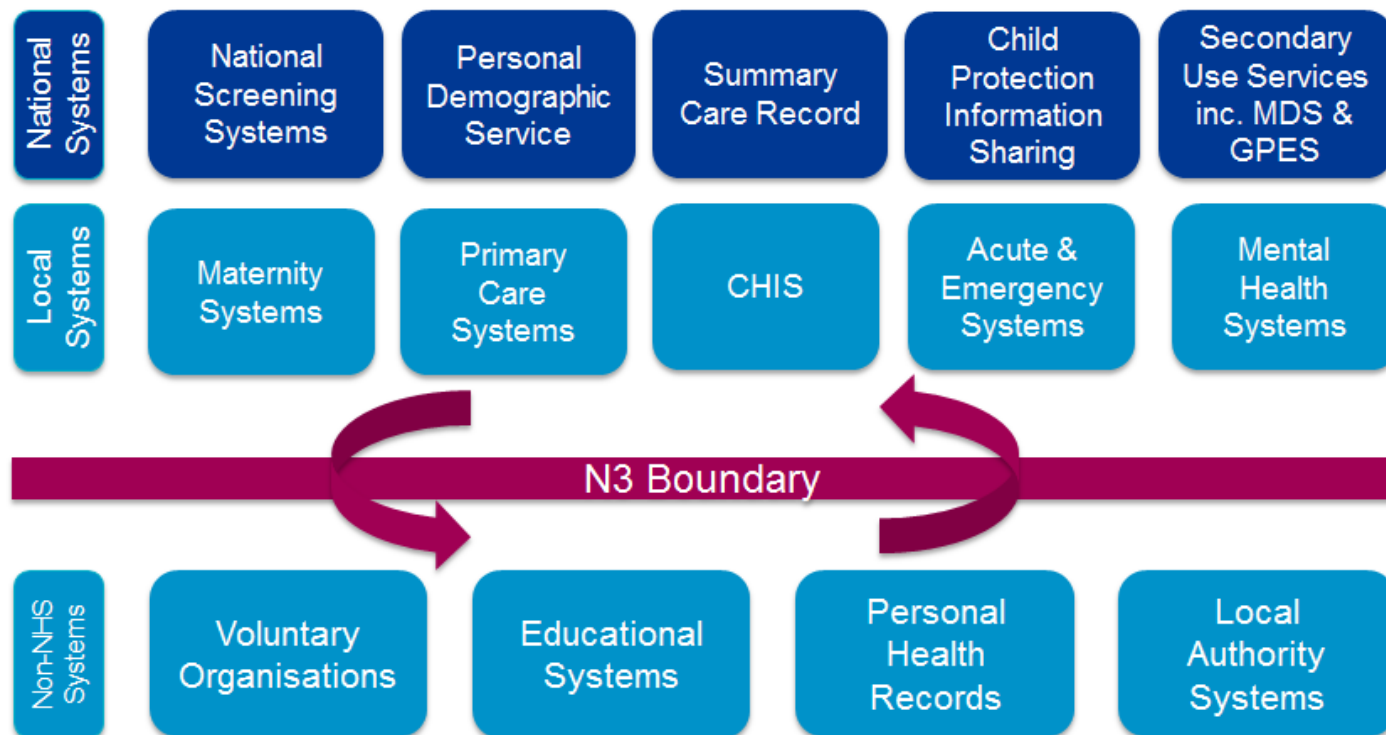 National
Systems
National
Screening
Systems
Personal
Demographic
Service
Summary
Care Record
Child
Protection
Information
Sharing
Secondary
Use Services
inc. MDS &
GPES
Local
Systems
Maternity
Systems
Primary
Care
Systems
CHIS
Acute &
Emergency
Systems
Mental
Health
Systems
N3 Boundary
Non-NHS
Systems
Voluntary
Organisations
Educational
Systems
Personal
Health
Records
Local
Authority
Systems